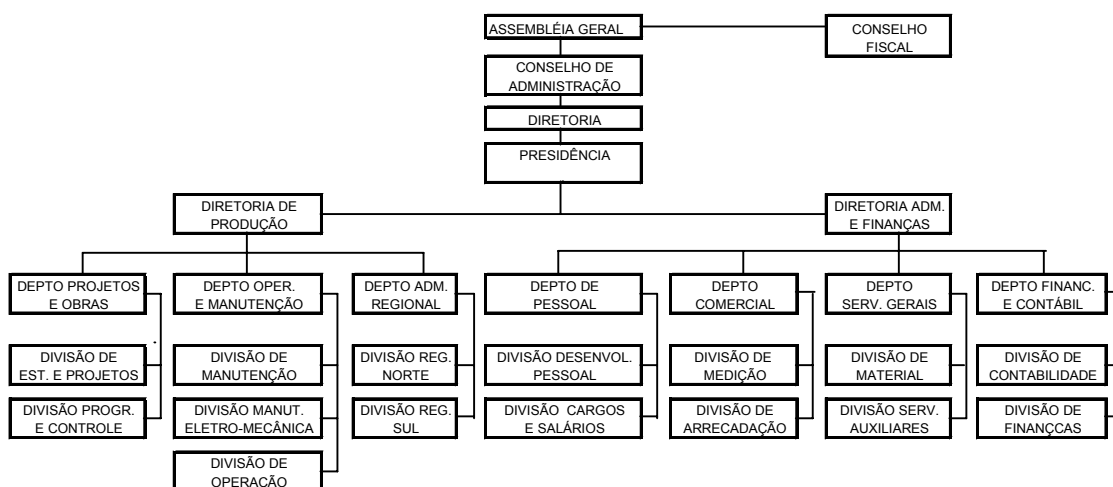 ASSEMBLÉIA GERAL
CONSELHO
FISCAL
CONSELHO DE
ADMINISTRAÇÃO
DIRETORIA
PRESIDÊNCIA
DIRETORIA DE
PRODUÇÃO
DIRETORIA ADM.
E FINANÇAS
DEPTO PROJETOS
E OBRAS
DEPTO OPER.
E MANUTENÇÃO
DEPTO ADM.
REGIONAL
DEPTO DE
PESSOAL
DEPTO
COMERCIAL
DEPTO
SERV. GERAIS
DEPTO FINANC.
E CONTÁBIL
DIVISÃO DE
EST. E PROJETOS
DIVISÃO DE
MANUTENÇÃO
DIVISÃO REG.
NORTE
DIVISÃO DESENVOL.
PESSOAL
DIVISÃO DE
MEDIÇÃO
DIVISÃO DE
MATERIAL
DIVISÃO DE
CONTABILIDADE
DIVISÃO PROGR.
E CONTROLE
DIVISÃO MANUT.
ELETRO-MECÂNICA
DIVISÃO REG.
SUL
DIVISÃO CARGOS
E SALÁRIOS
DIVISÃO DE
ARRECADAÇÃO
DIVISÃO SERV.
AUXILIARES
DIVISÃO DE
FINANÇCAS
DIVISÃO DE
OPERAÇÃO